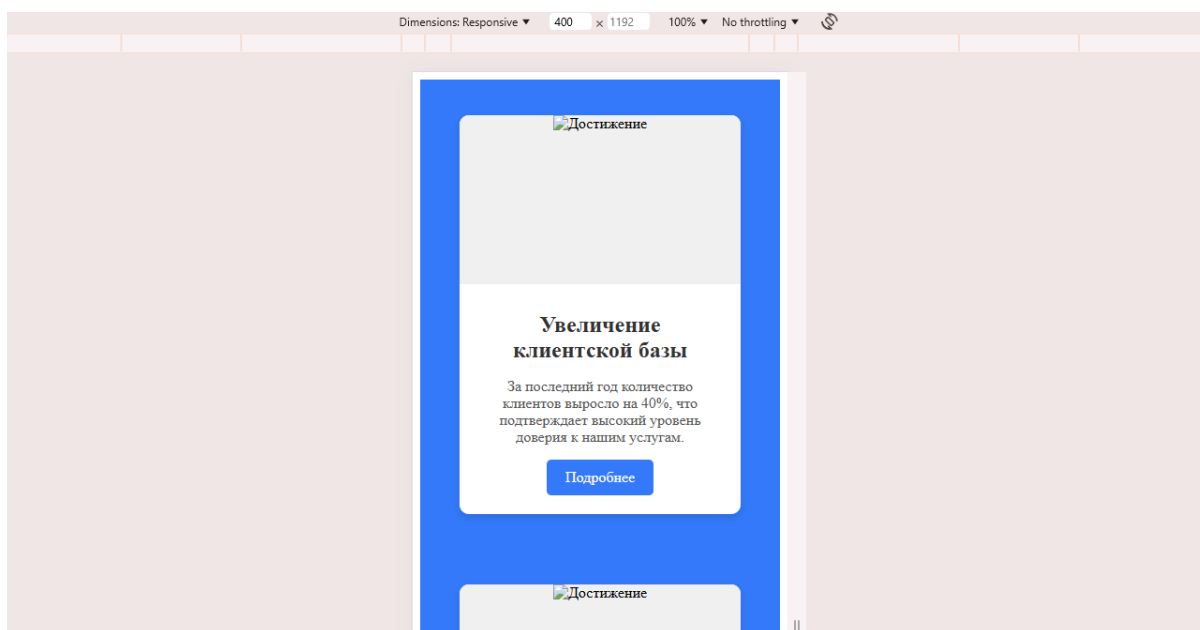 Dimensions: Responsive ▼ 400 × 1192 100% ▼ No throttling ▼
Достижение
Увеличение
клиентской базы
За последний год количество
клиентов выросло на 40%, что
подтверждает высокий уровень
доверия к нашим услугам.
Подробнее
Достижение